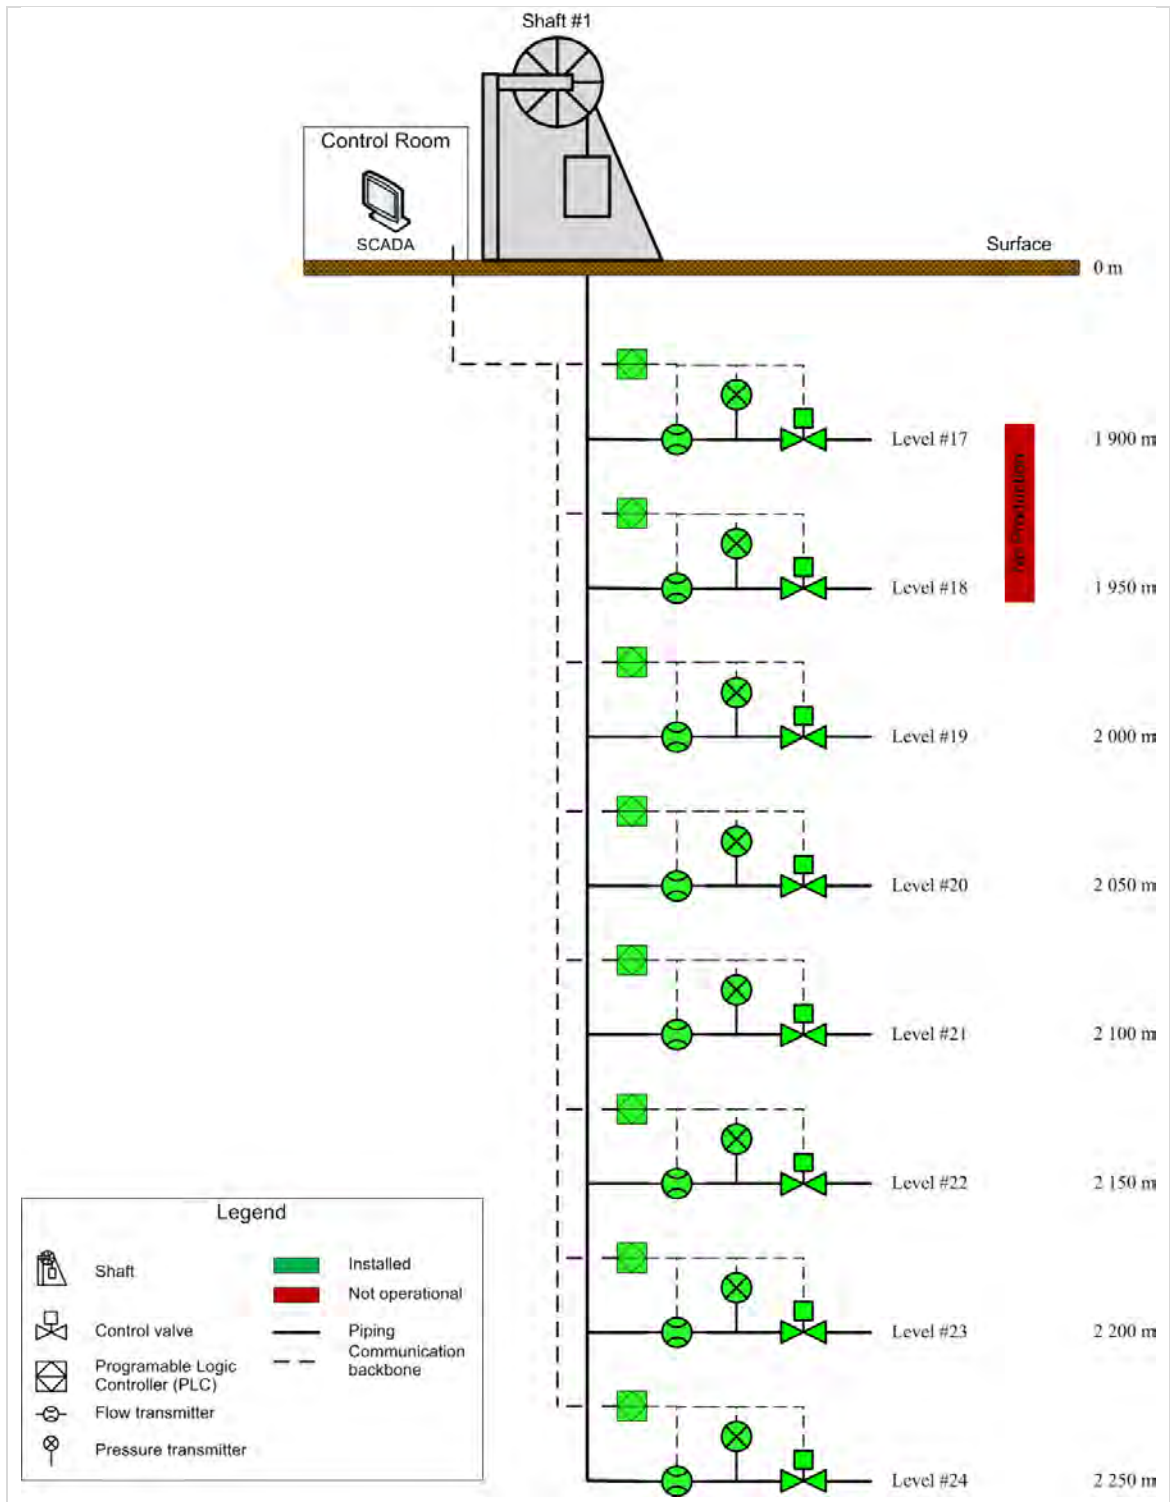 Shaft #1
Control Room
SCADA
Surface
0 m
Level #17
1 900 m
No Production
Level #18
1 950 m
Level #19
2 000 m
Level #20
2 050 m
Level #21
2 100 m
Level #22
2 150 m
Level #23
2 200 m
Level #24
2 250 m
Legend
Shaft
Control valve
Programable Logic
Controller (PLC)
Flow transmitter
Pressure transmitter
Installed
Not operational
Piping
Communication
backbone